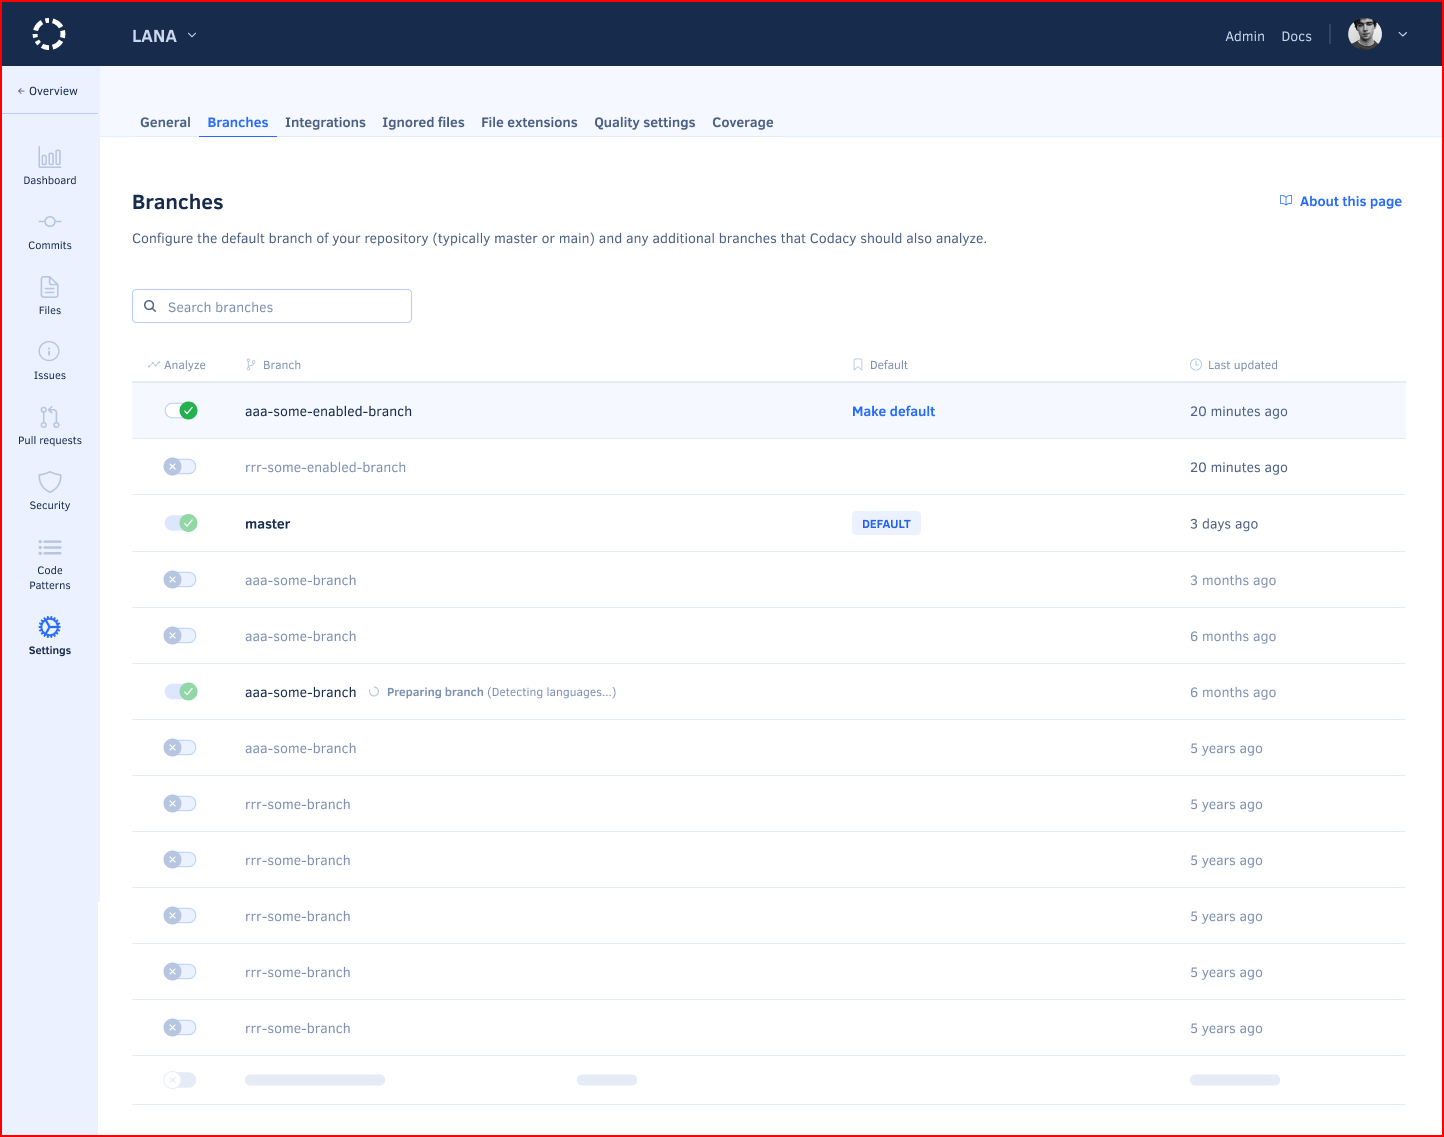 LANA
Admin Docs
Overview
General Branches Integrations Ignored files File extensions Quality settings Coverage
Dashboard
Commits
Files
Issues
Pull requests
Security
Code
Patterns
Settings
Branches
About this page
Configure the default branch of your repository (typically master or main) and any additional branches that Codacy should also analyze.
Search branches
Analyze Branch Default Last updated
aaa-some-enabled-branch Make default 20 minutes ago
rrr-some-enabled-branch 20 minutes ago
master DEFAULT 3 days ago
aaa-some-branch 3 months ago
aaa-some-branch 6 months ago
aaa-some-branch Preparing branch (Detecting languages...) 6 months ago
aaa-some-branch 5 years ago
rrr-some-branch 5 years ago
rrr-some-branch 5 years ago
rrr-some-branch 5 years ago
rrr-some-branch 5 years ago
rrr-some-branch 5 years ago